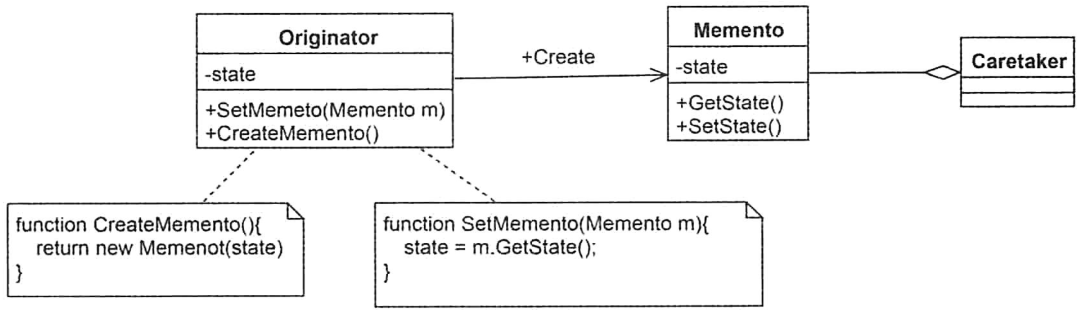 Originator
-state
+SetMemeto(Memento m)
+CreateMemento()
+Create
Memento
-state
+GetState()
+SetState()
Caretaker
function CreateMemento(){
return new Memenot(state)
}
function SetMemento(Memento m){
state = m.GetState();
}